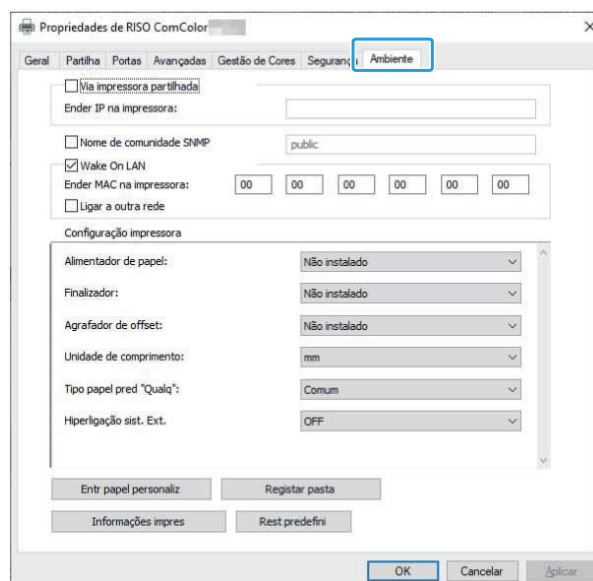 Propriedades de RISO ComColor
Geral Partilha Portas Avançadas Gestão de Cores Segurança Ambiente
Via impressora partilhada
Ender IP na impressora:
Nome de comunidade SNMP public
Wake On LAN
Ender MAC na impressora: 00 00 00 00 00 00
Ligar a outra rede
Configuração impressora
Alimentador de papel: Não instalado
Finalizador: Não instalado
Agrafador de offset: Não instalado
Unidade de comprimento: mm
Tipo papel pred "Qualq": Comum
Hiperligação sist. Ext. OFF
Entr papel personaliz Registar pasta
Informações impres Rest predefini
OK Cancelar Aplicar